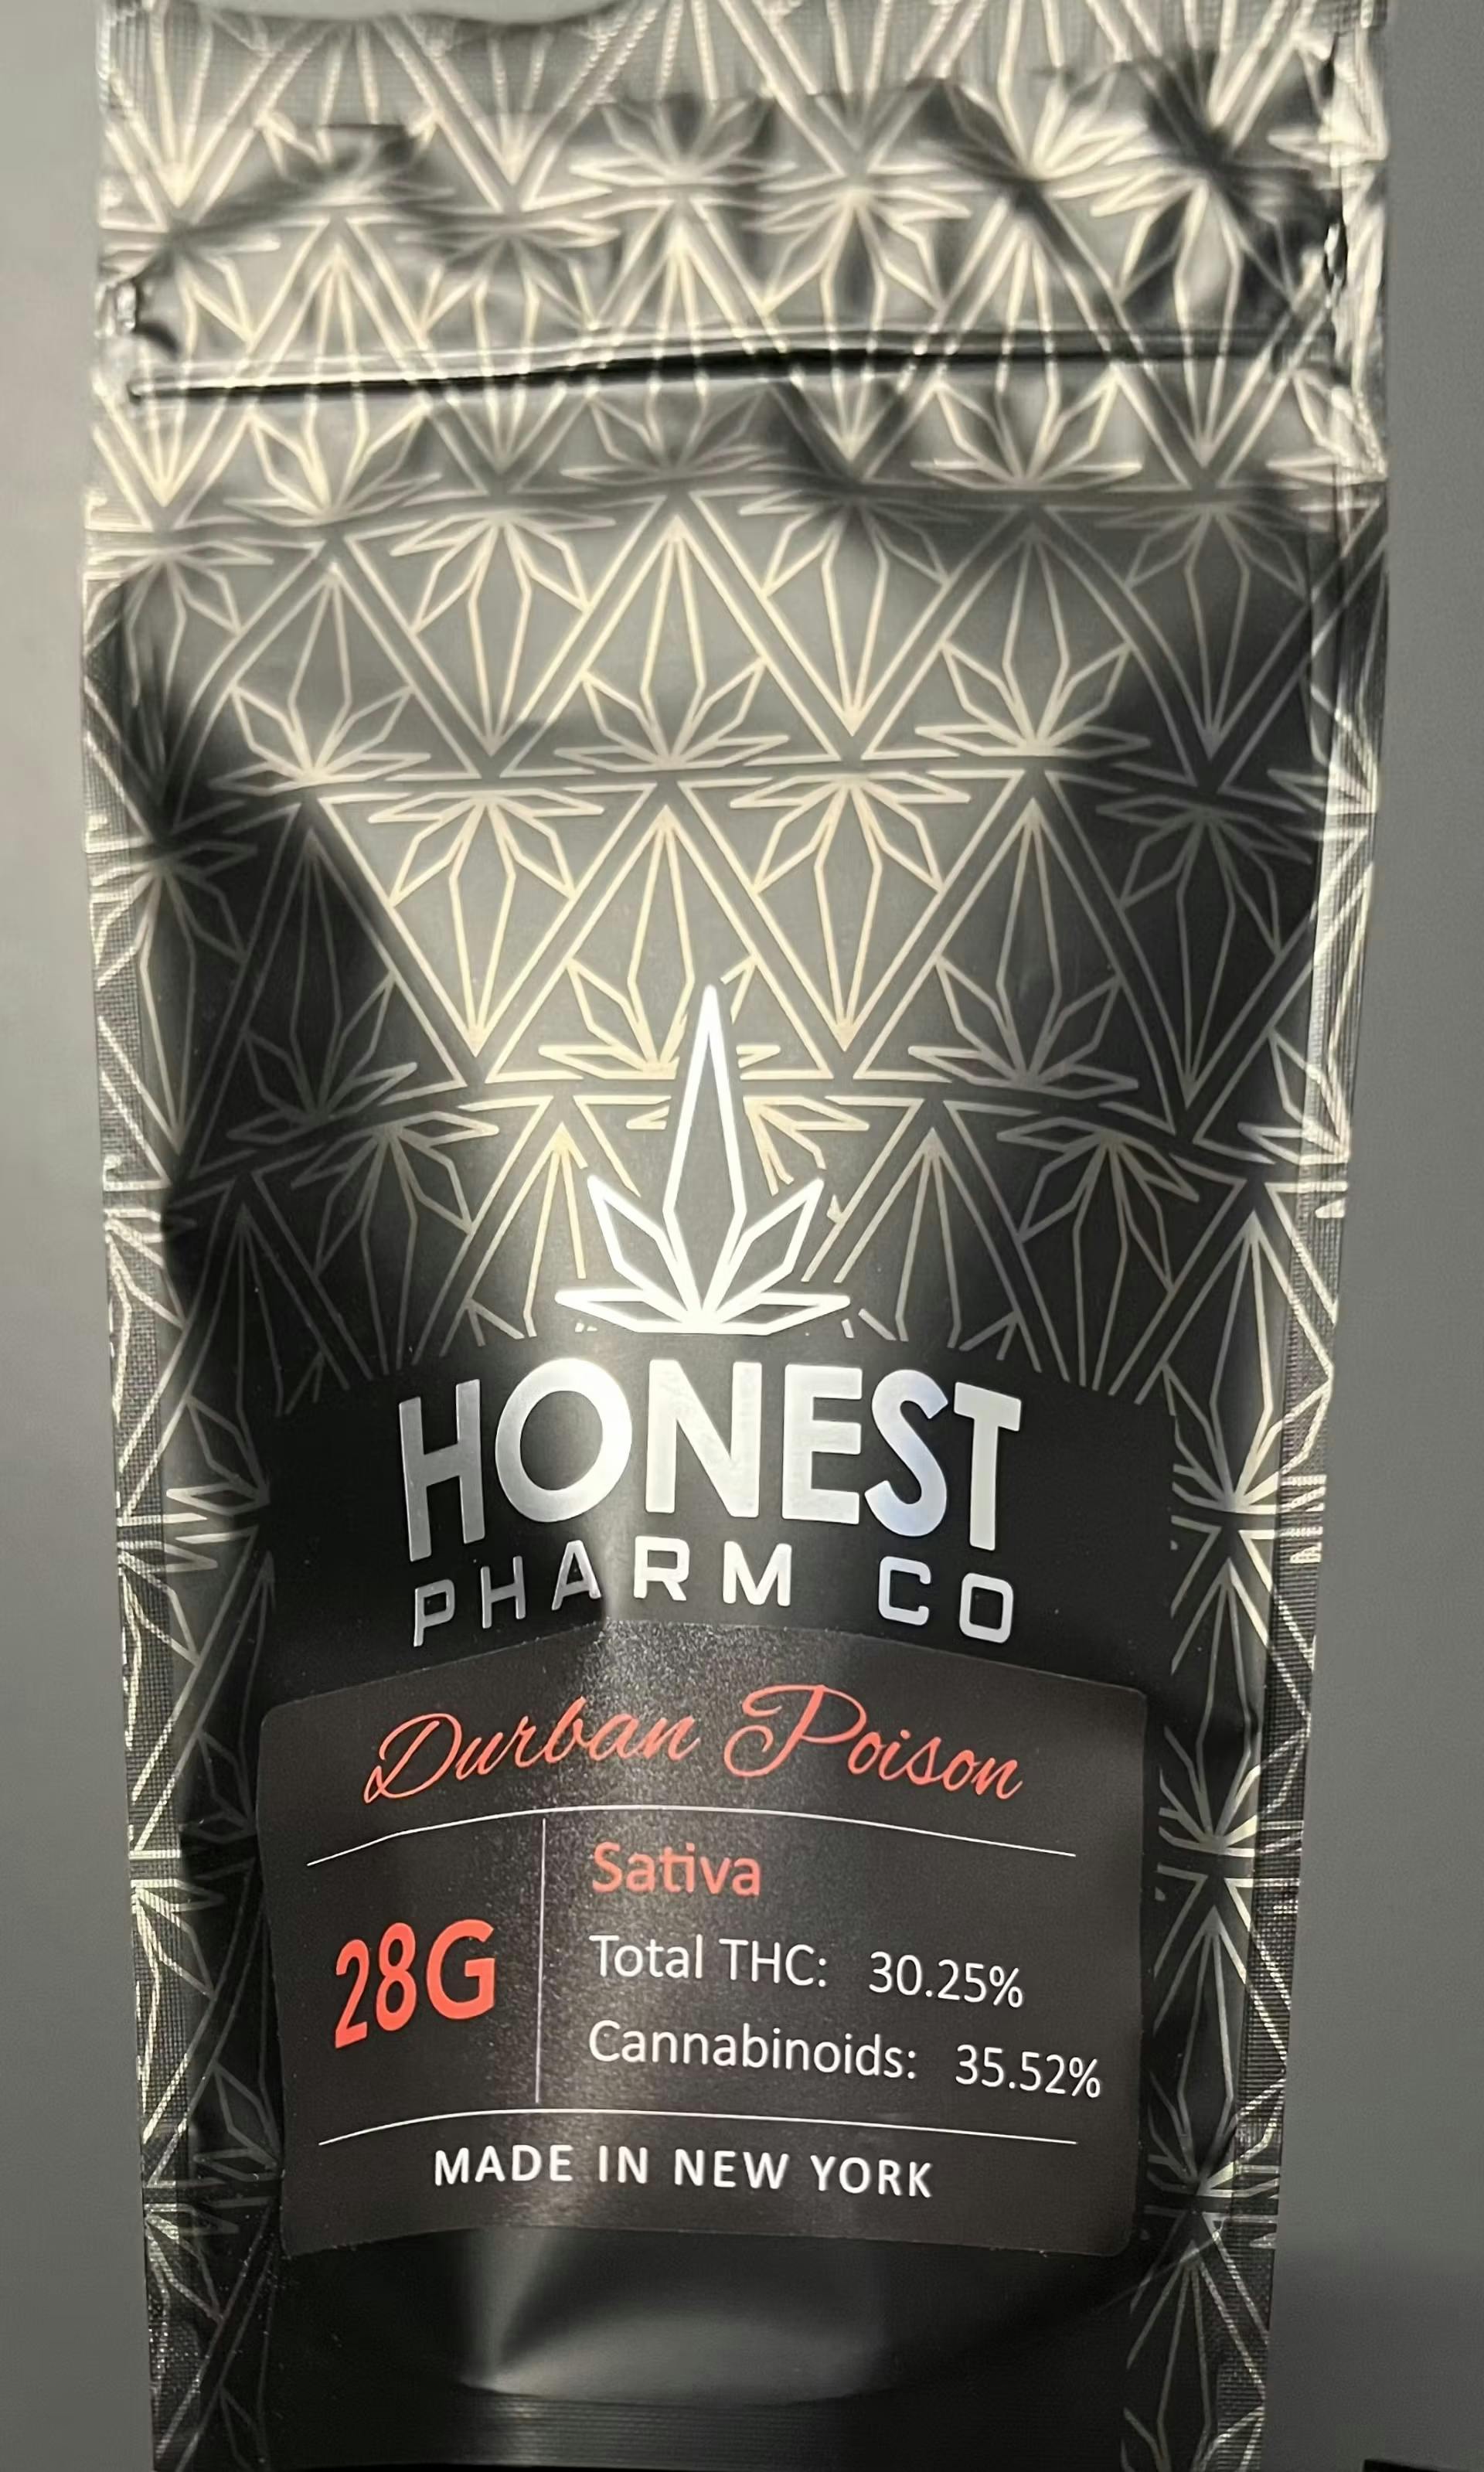 HONEST
PHARM CO
Durban Poison
28G
Sativa
Total THC: 30.25%
Cannabinoids: 35.52%
MADE IN NEW YORK